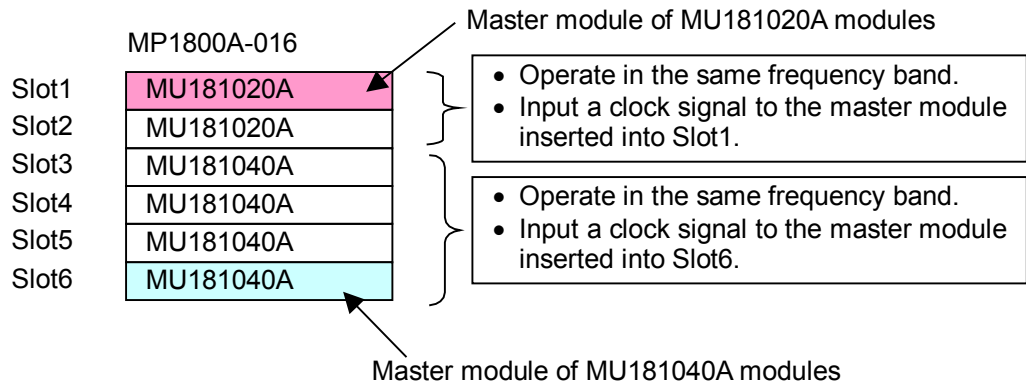 Master module of MU181020A modules
MP1800A-016
Slot1 MU181020A
Slot2 MU181020A
Slot3 MU181040A
Slot4 MU181040A
Slot5 MU181040A
Slot6 MU181040A
• Operate in the same frequency band.
• Input a clock signal to the master module
inserted into Slot1.
• Operate in the same frequency band.
• Input a clock signal to the master module
inserted into Slot6.
Master module of MU181040A modules